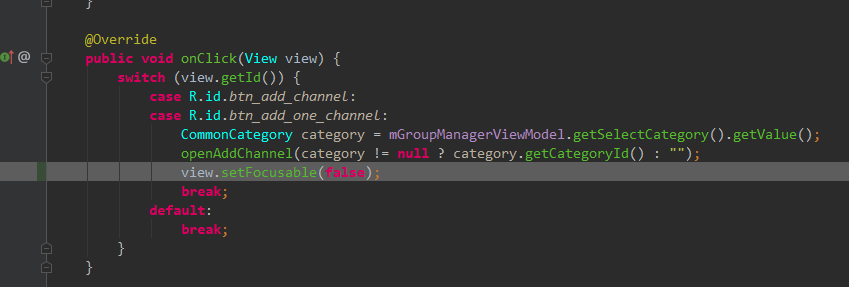 }
@Override
@
public void onClick(View view) {
switch (view.getId()) {
case R.id.btn_add_channel:
case R.id.btn_add_one_channel:
CommonCategory category = mGroupManagerViewModel.getSelectCategory().getValue();
openAddChannel(category != null ? category.getCategoryId() : "");
view.setFocusable(false);
break;
default:
break;
}
}